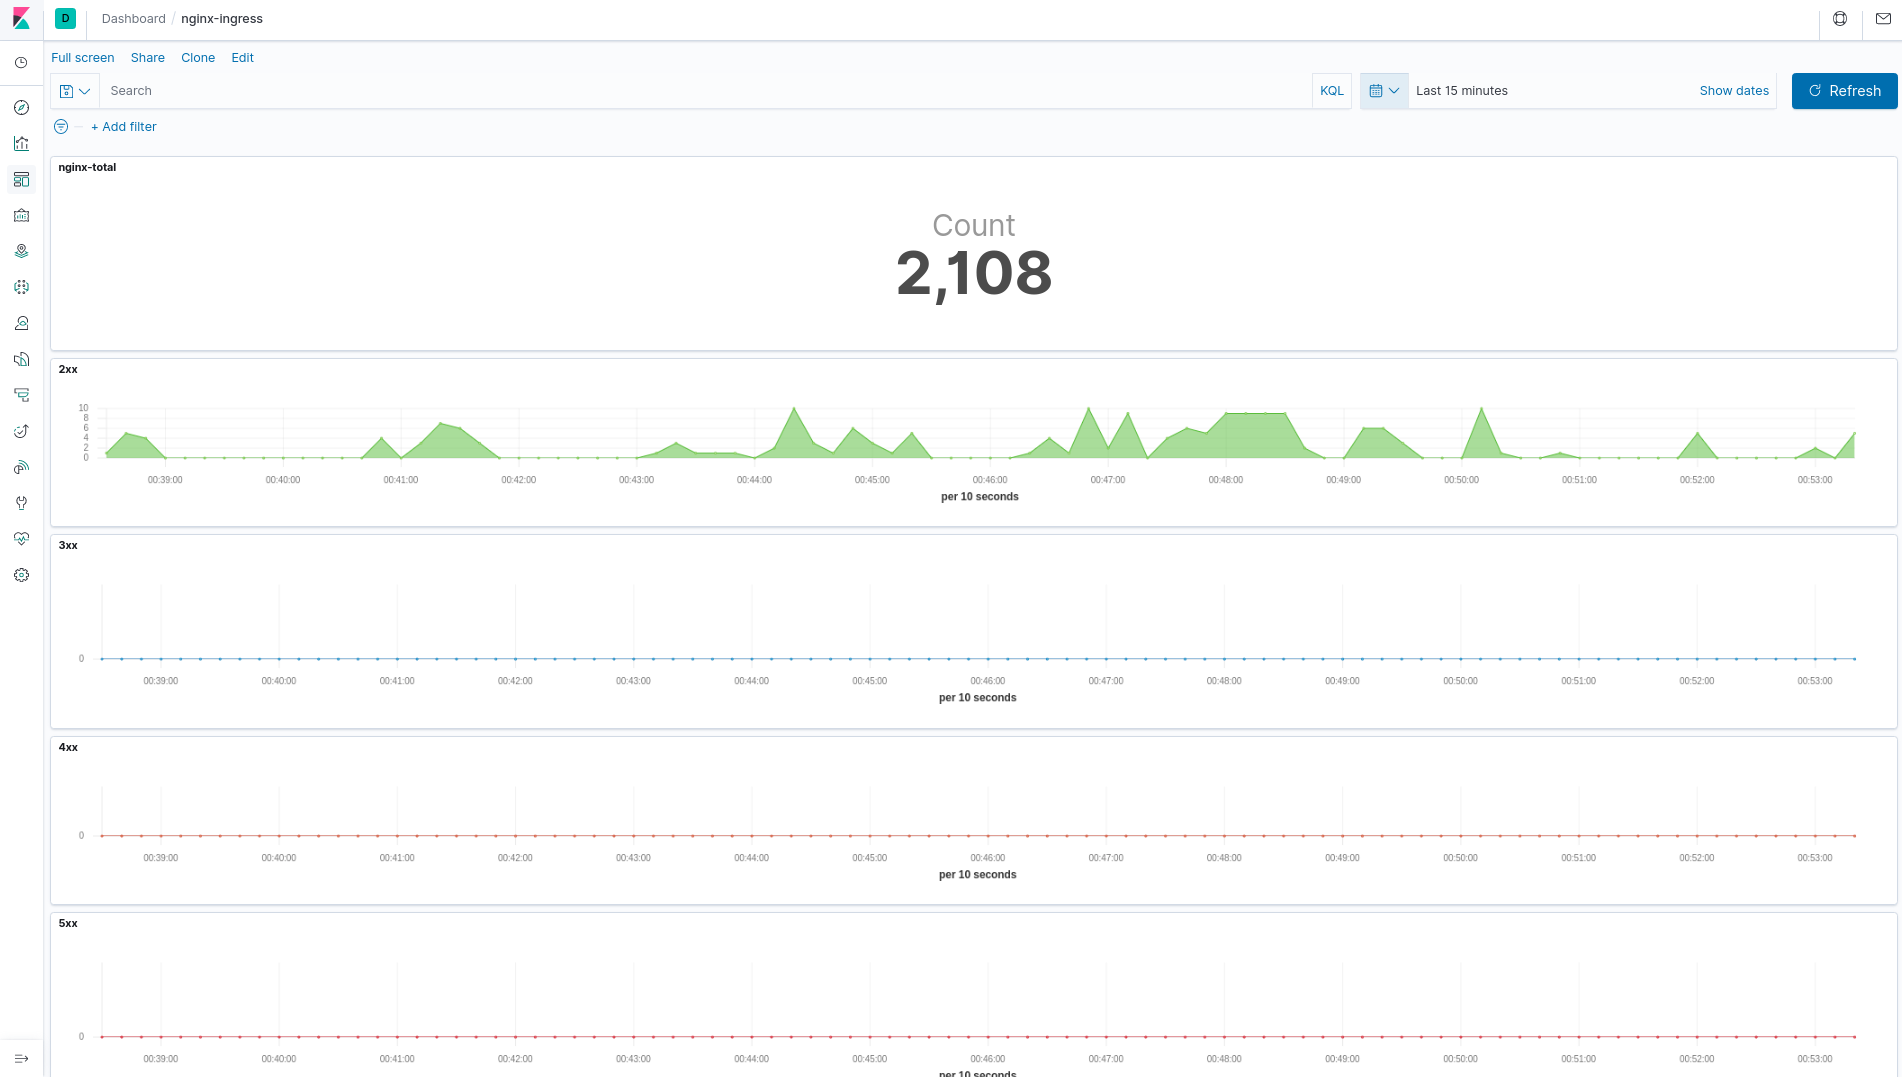 D Dashboard / nginx-ingress
Full screen Share Clone Edit
Search KQL Last 15 minutes Show dates Refresh
+ Add filter
nginx-total
Count
2,108
2xx
10
8
6
4
2
0
00:39:00 00:40:00 00:41:00 00:42:00 00:43:00 00:44:00 00:45:00 00:46:00 00:47:00 00:48:00 00:49:00 00:50:00 00:51:00 00:52:00 00:53:00
per 10 seconds
3xx
0
00:39:00 00:40:00 00:41:00 00:42:00 00:43:00 00:44:00 00:45:00 00:46:00 00:47:00 00:48:00 00:49:00 00:50:00 00:51:00 00:52:00 00:53:00
per 10 seconds
4xx
0
00:39:00 00:40:00 00:41:00 00:42:00 00:43:00 00:44:00 00:45:00 00:46:00 00:47:00 00:48:00 00:49:00 00:50:00 00:51:00 00:52:00 00:53:00
per 10 seconds
5xx
0
00:39:00 00:40:00 00:41:00 00:42:00 00:43:00 00:44:00 00:45:00 00:46:00 00:47:00 00:48:00 00:49:00 00:50:00 00:51:00 00:52:00 00:53:00
per 10 seconds